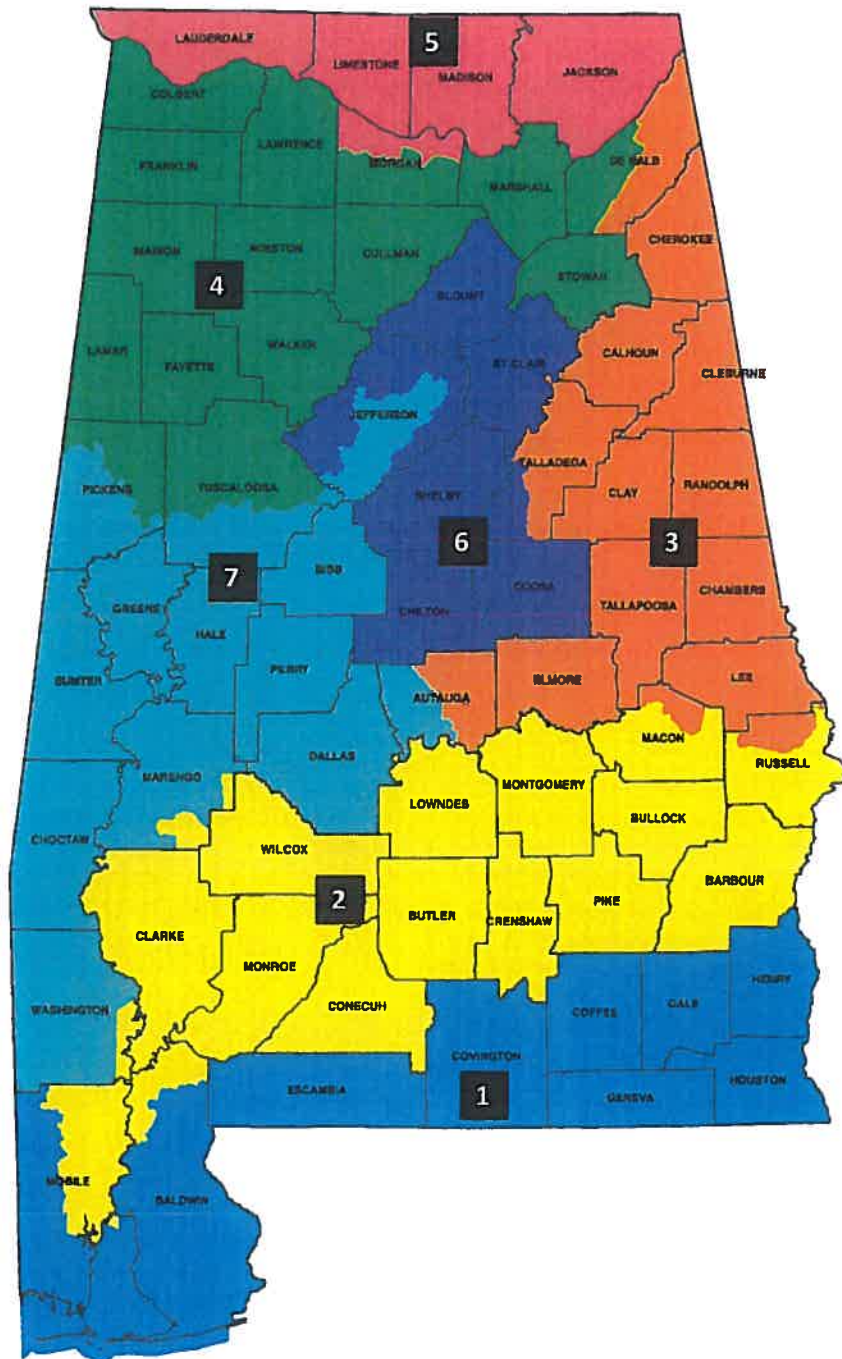 LAUDERDALE
5
LIMESTONE
MADISON
JACKSON
COLBERT
LAWRENCE
FRANKLIN
MORGAN
DE KALB
MARSHALL
CHEROKEE
MARION
WINSTON
CULLMAN
ETOWAH
4
BLOUNT
LAMAR
FAYETTE
WALKER
ST CLAIR
CALHOUN
CLEBURNE
JEFFERSON
TALLADEGA
PICKENS
TUSCALOOSA
SHELBY
CLAY
RANDOLPH
6
3
7
BIBB
GREENE
HALE
COOSA
CHILTON
TALLAPOOSA
CHAMBERS
SUMTER
PERRY
AUTAUGA
ELMORE
LEE
MACON
DALLAS
MARENGO
LOWNDES
MONTGOMERY
RUSSELL
BULLOCK
CHOCTAW
WILCOX
BARBOUR
2
BUTLER
CRENSHAW
PIKE
CLARKE
MONROE
CONECUH
WASHINGTON
COFFEE
DALE
HENRY
COVINGTON
ESCAMBIA
1
GENEVA
HOUSTON
MOBILE
BALDWIN